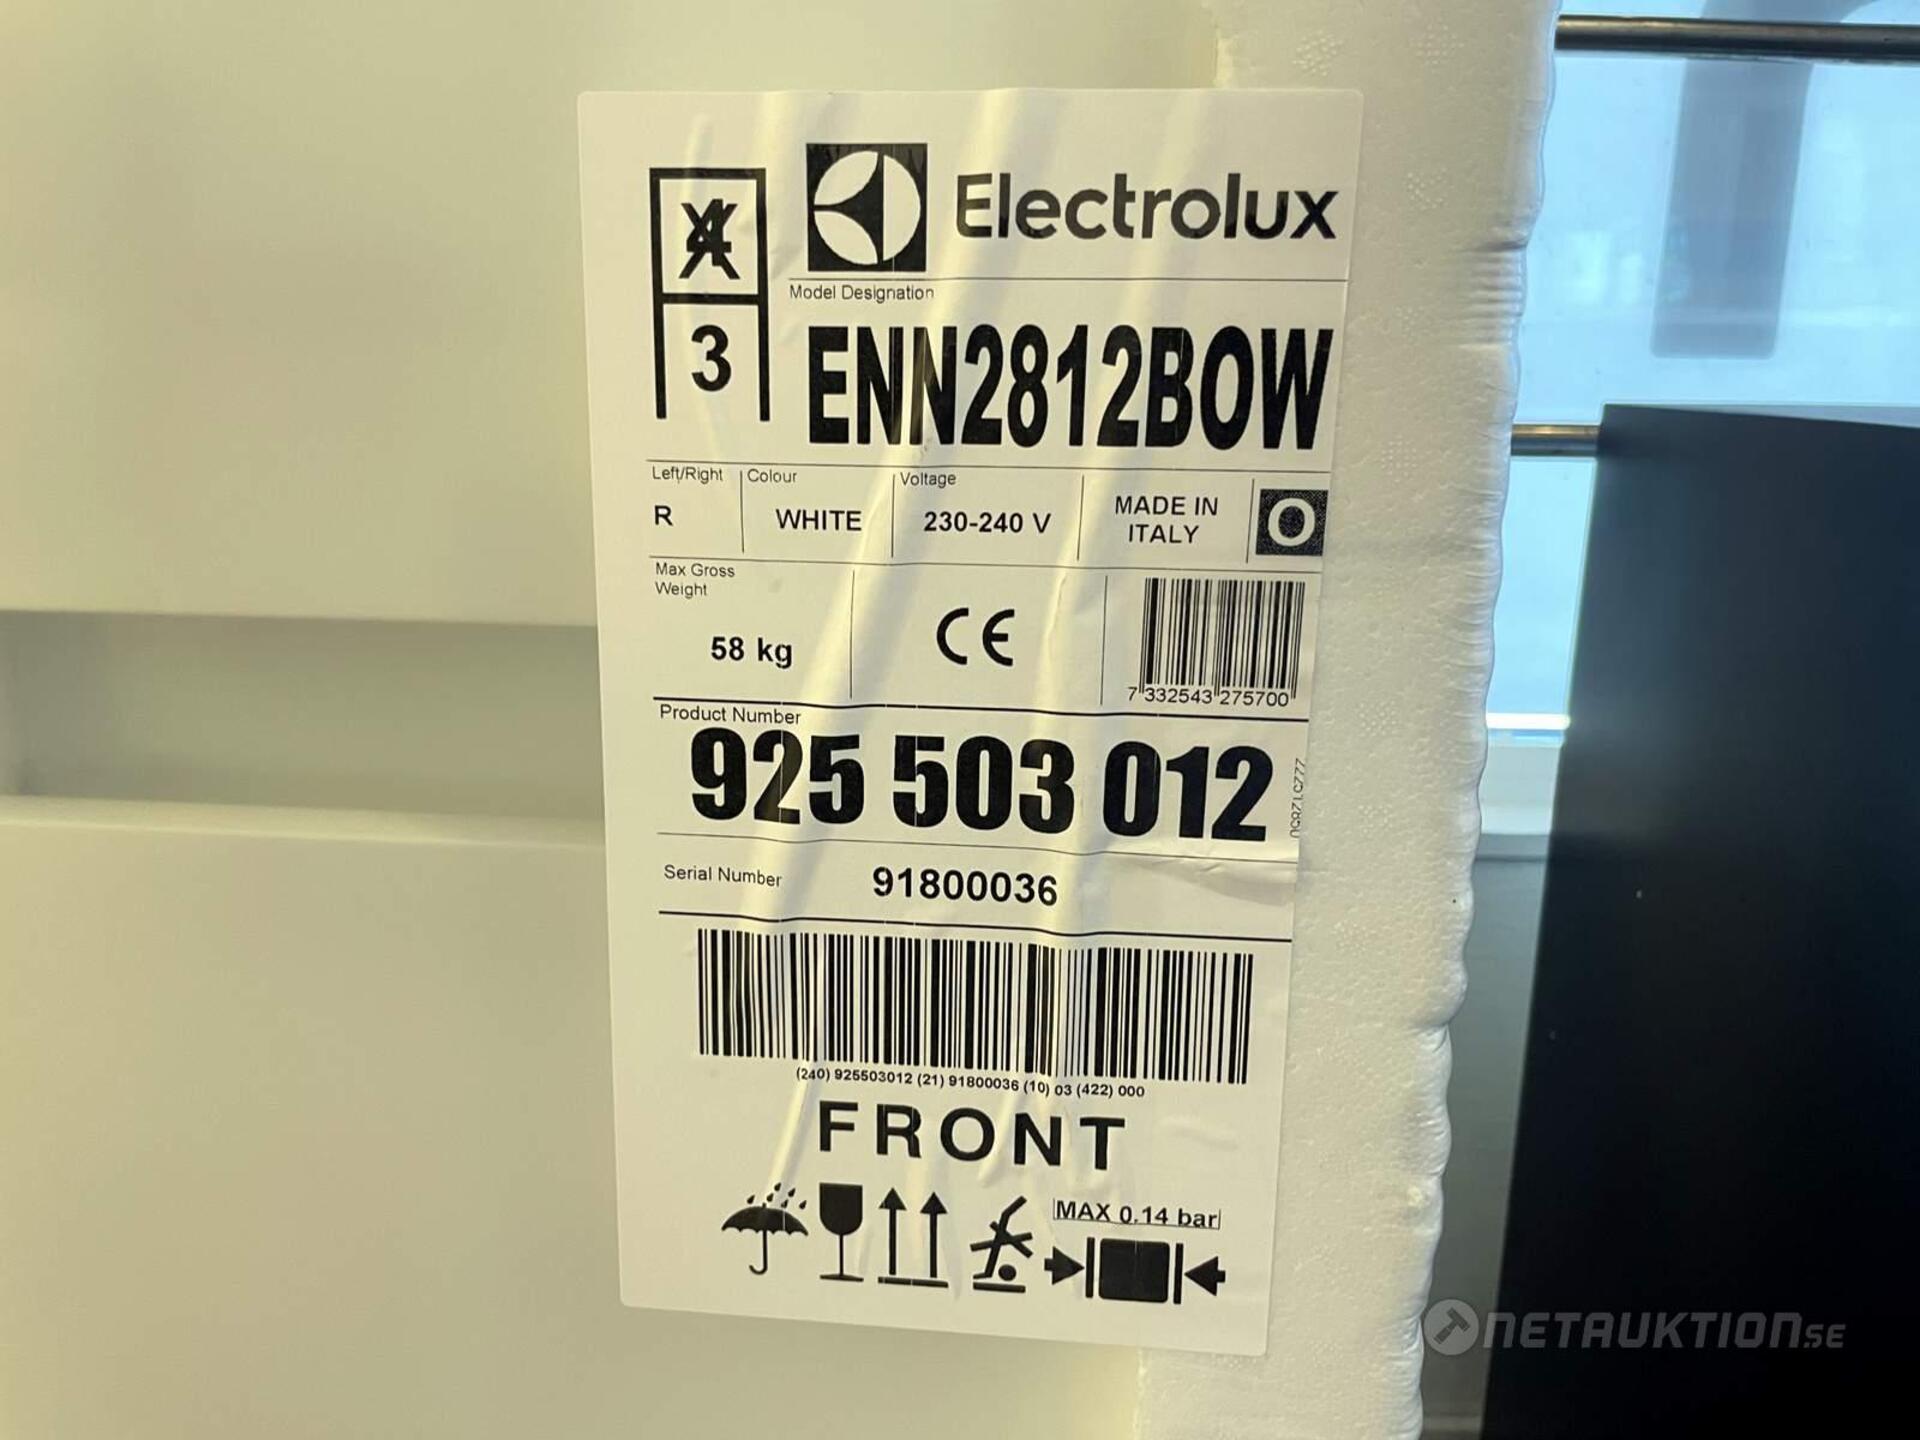 Electrolux
4
3
Model Designation
ENN2812BOW
Left/Right
Colour
Voltage
R
WHITE
230-240 V
MADE IN
ITALY
O
Max Gross
Weight
58 kg
CE
7 332543 275700
Product Number
925 503 012
Serial Number
91800036
(240) 925503012 (21) 91800036 (10) 03 (422) 000
FRONT
MAX 0.14 bar
NETAUKTION.SE